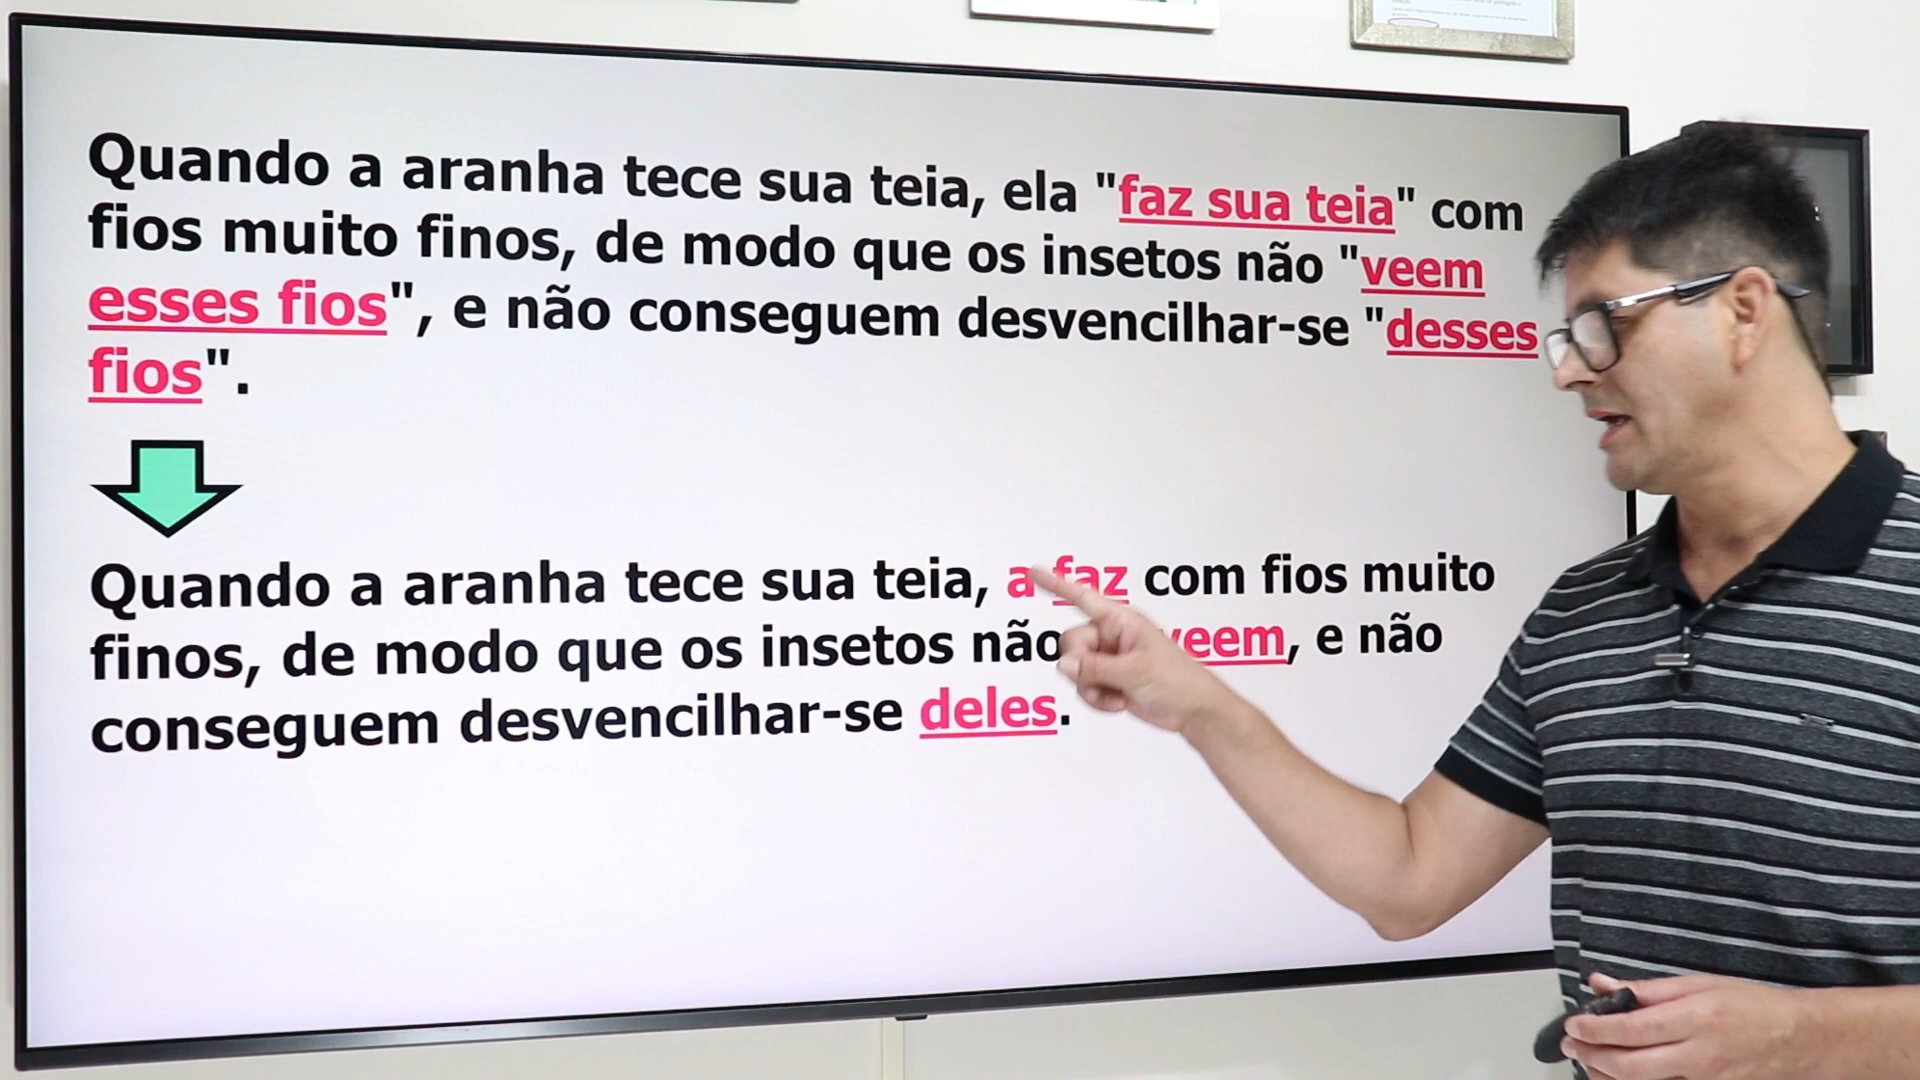 Quando a aranha tece sua teia, ela "faz sua teia" com
fios muito finos, de modo que os insetos não "veem
esses fios", e não conseguem desvencilhar-se "desses
fios".
Quando a aranha tece sua teia, a faz com fios muito
finos, de modo que os insetos não veem, e não
conseguem desvencilhar-se deles.